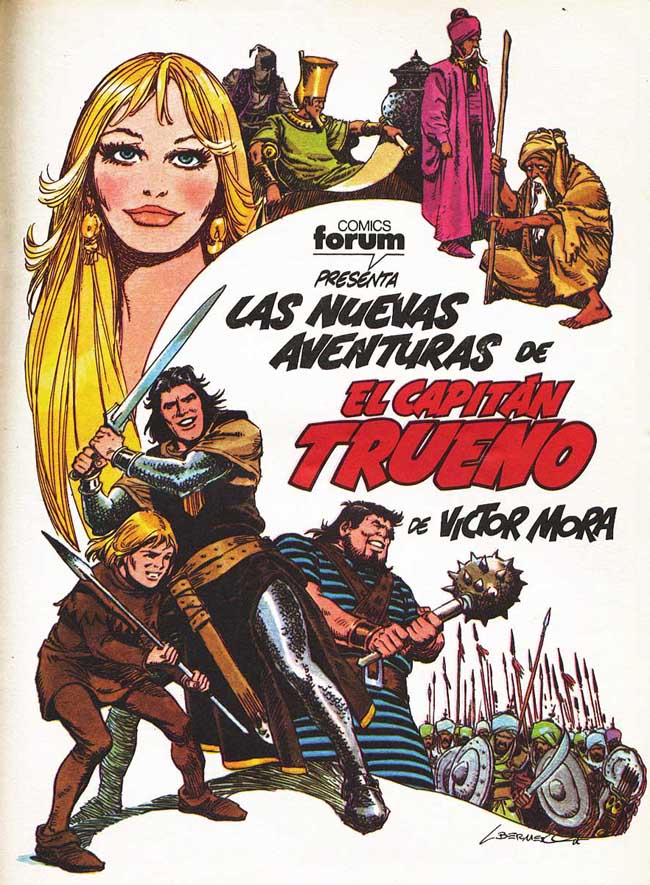 COMICS
forum
PRESENTA
LAS NUEVAS
AVENTURAS DE
EL CAPITÁN
TRUENO
DE VICTOR MORA